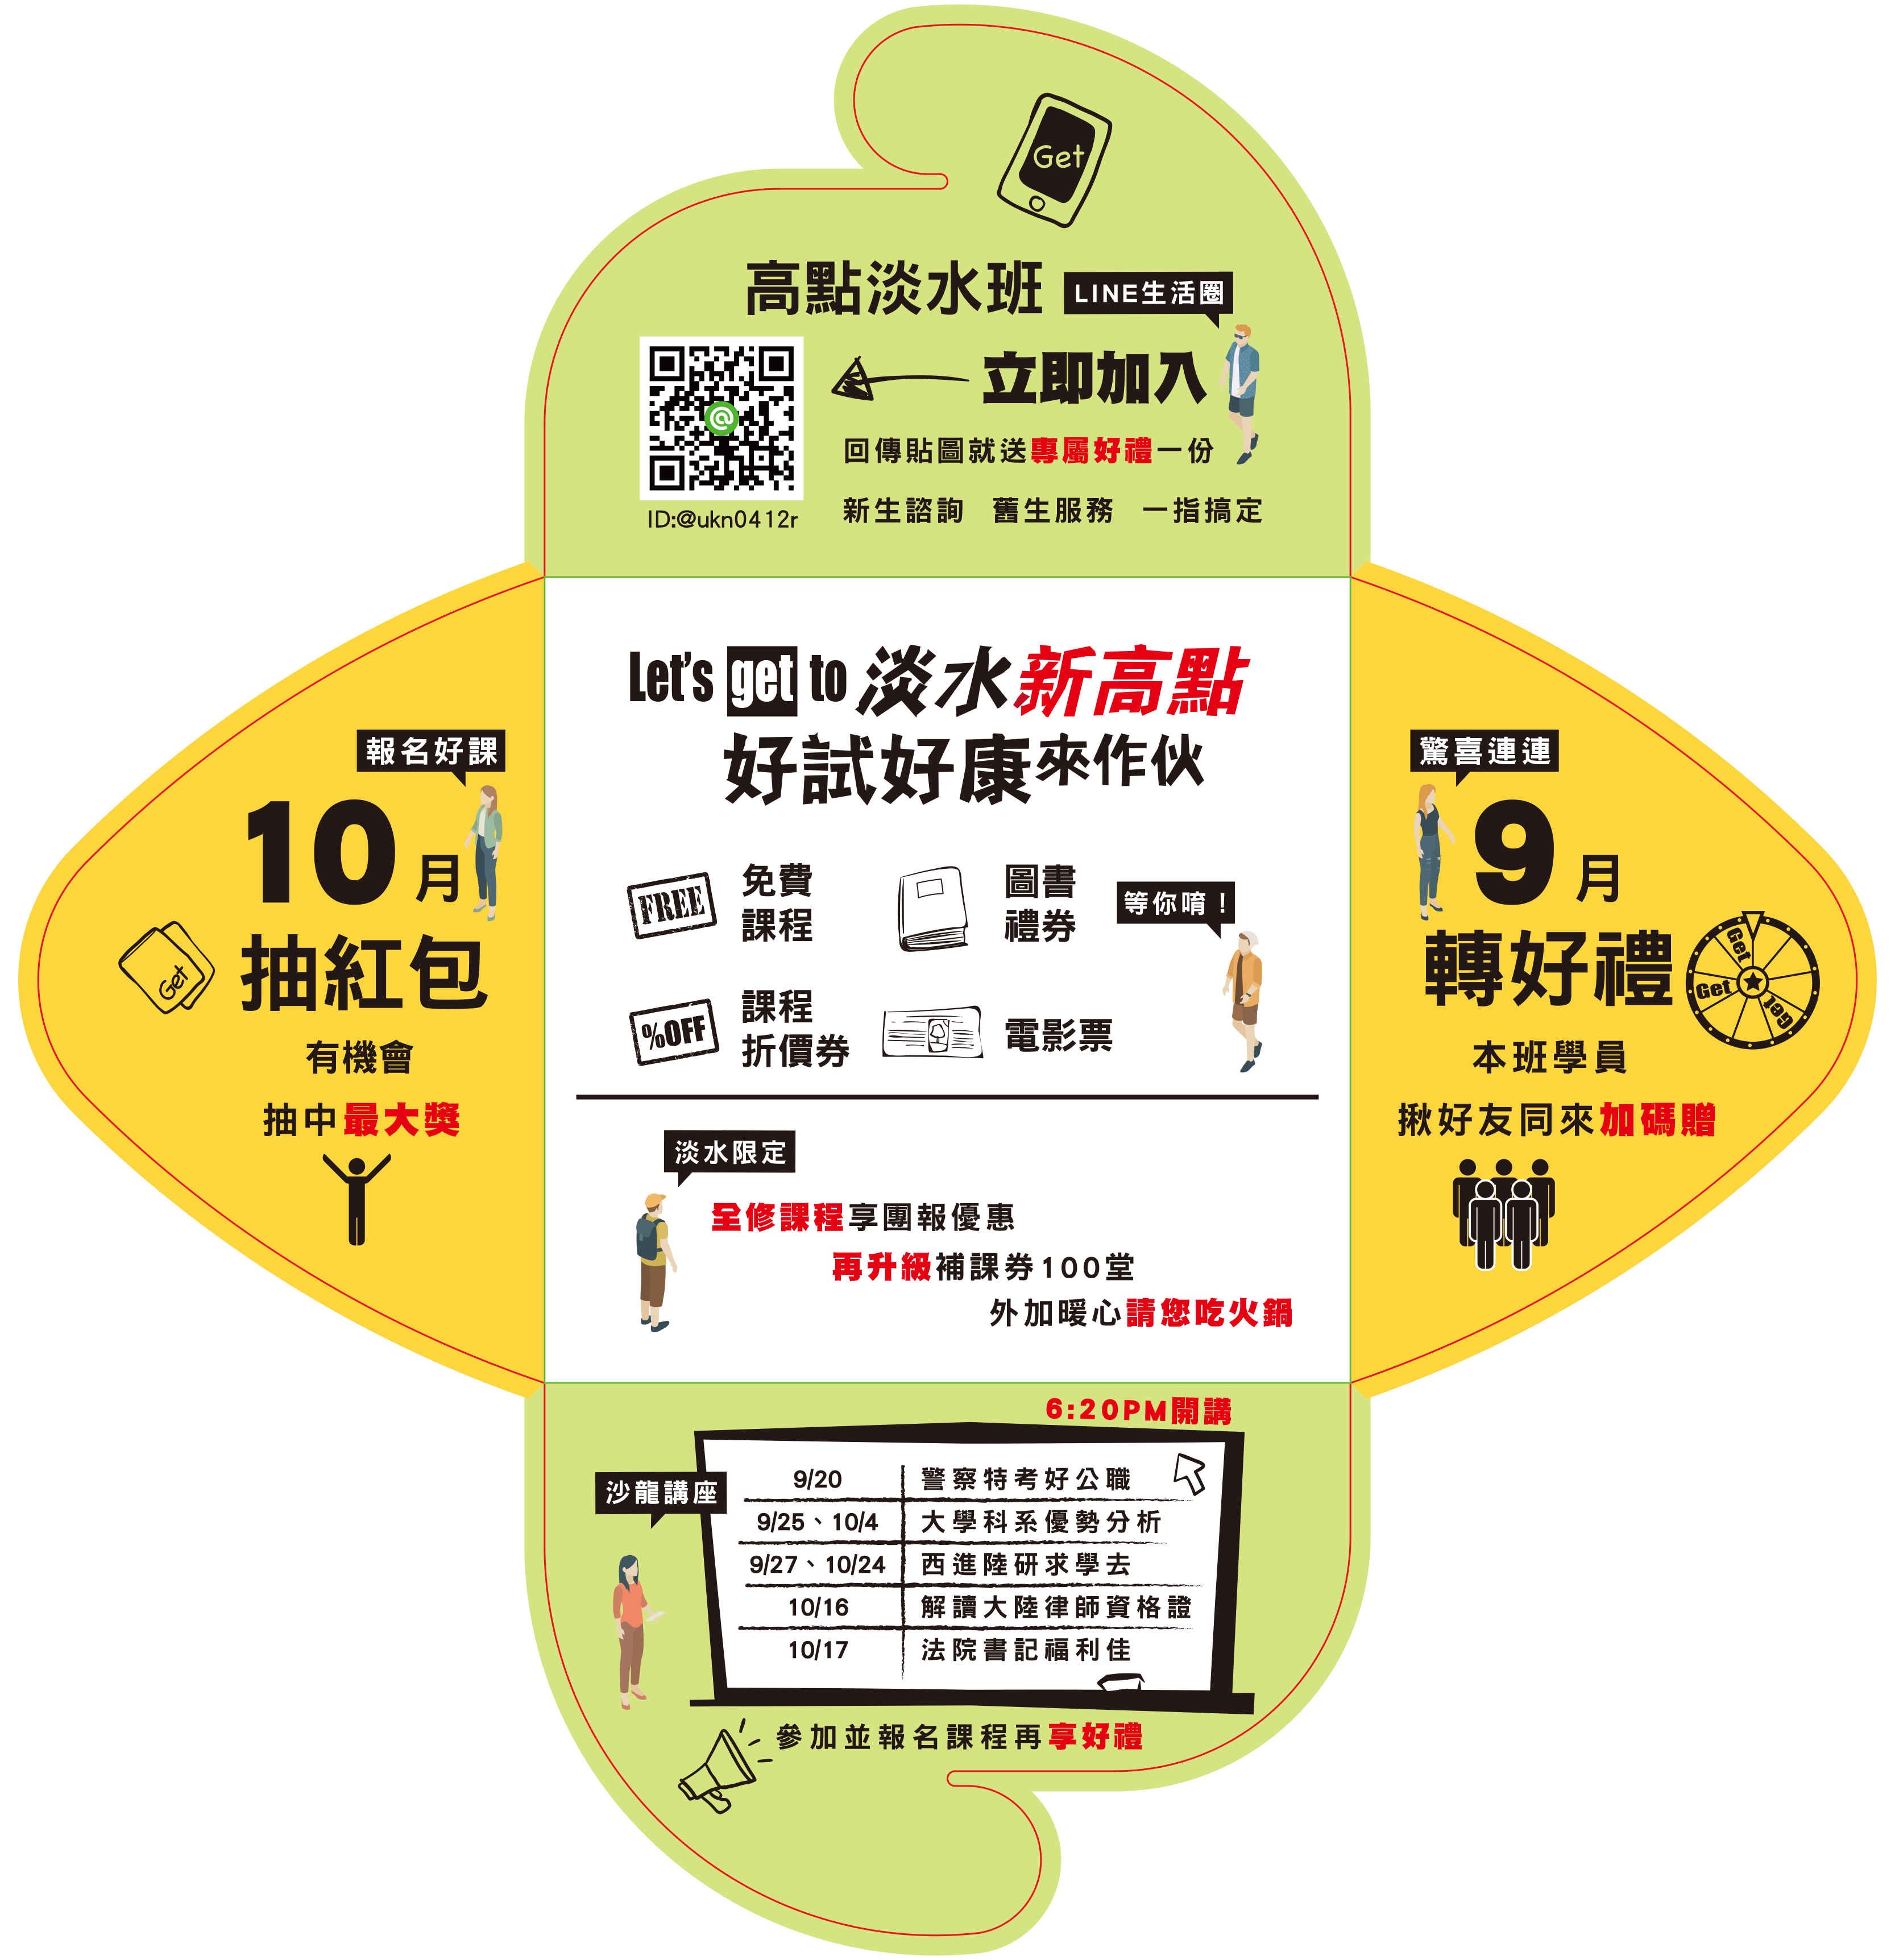 Get
高點淡水班 LINE生活圈
立即加入
回傳貼圖就送專屬好禮一份
新生諮詢 舊生服務 一指搞定
ID:@ukn0412r
報名好課
10月
抽紅包
Get
有機會
抽中最大獎
Let's get to 淡水新高點
好試好康來作伙
FREE
免費
課程
圖書
禮券
等你唷！
%OFF
課程
折價券
電影票
淡水限定
全修課程享團報優惠
再升級補課券100堂
外加暖心請您吃火鍋
驚喜連連
9月
轉好禮
Get
Get
Get
本班學員
揪好友同來加碼贈
6:20PM開講
沙龍講座
9/20 警察特考好公職
9/25、10/4 大學科系優勢分析
9/27、10/24 西進陸研求學去
10/16 解讀大陸律師資格證
10/17 法院書記福利佳
參加並報名課程再享好禮